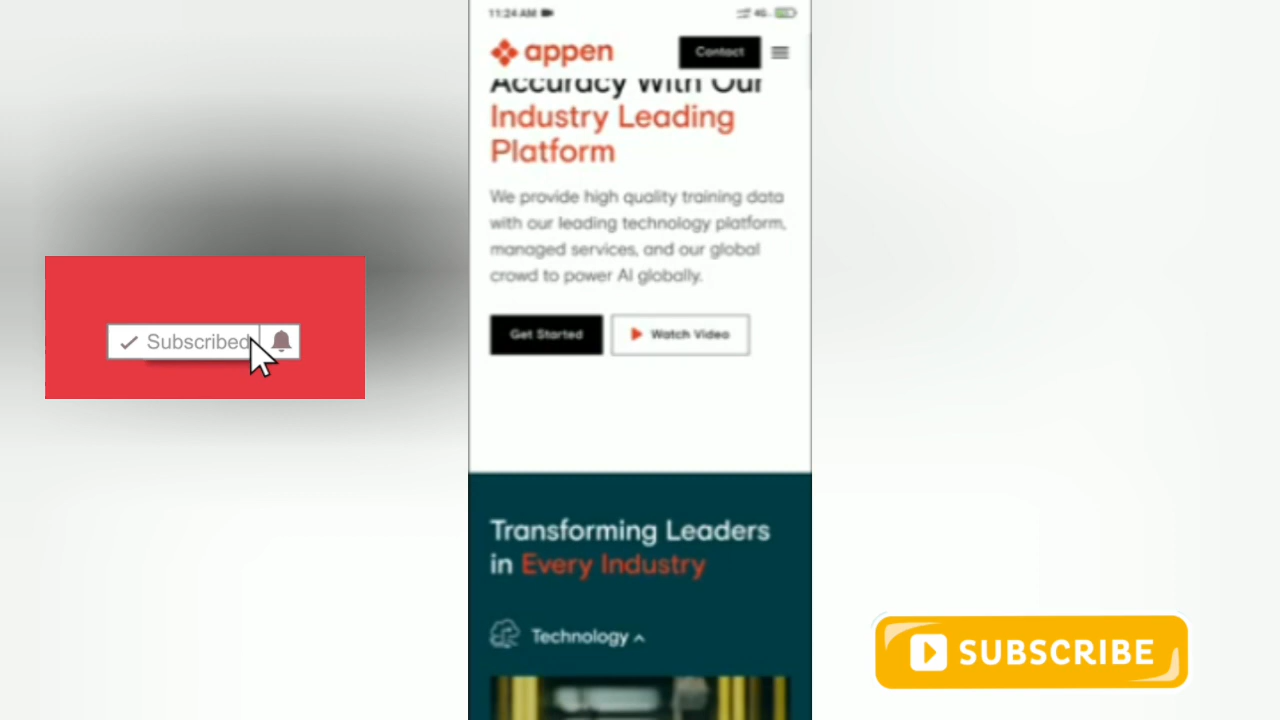 11:24 AM
4G
appen
Contact
Accuracy With Our
Industry Leading
Platform
We provide high quality training data
with our leading technology platform,
managed services, and our global
crowd to power AI globally.
Get Started
Watch Video
Subscribed
Transforming Leaders
in Every Industry
Technology
SUBSCRIBE